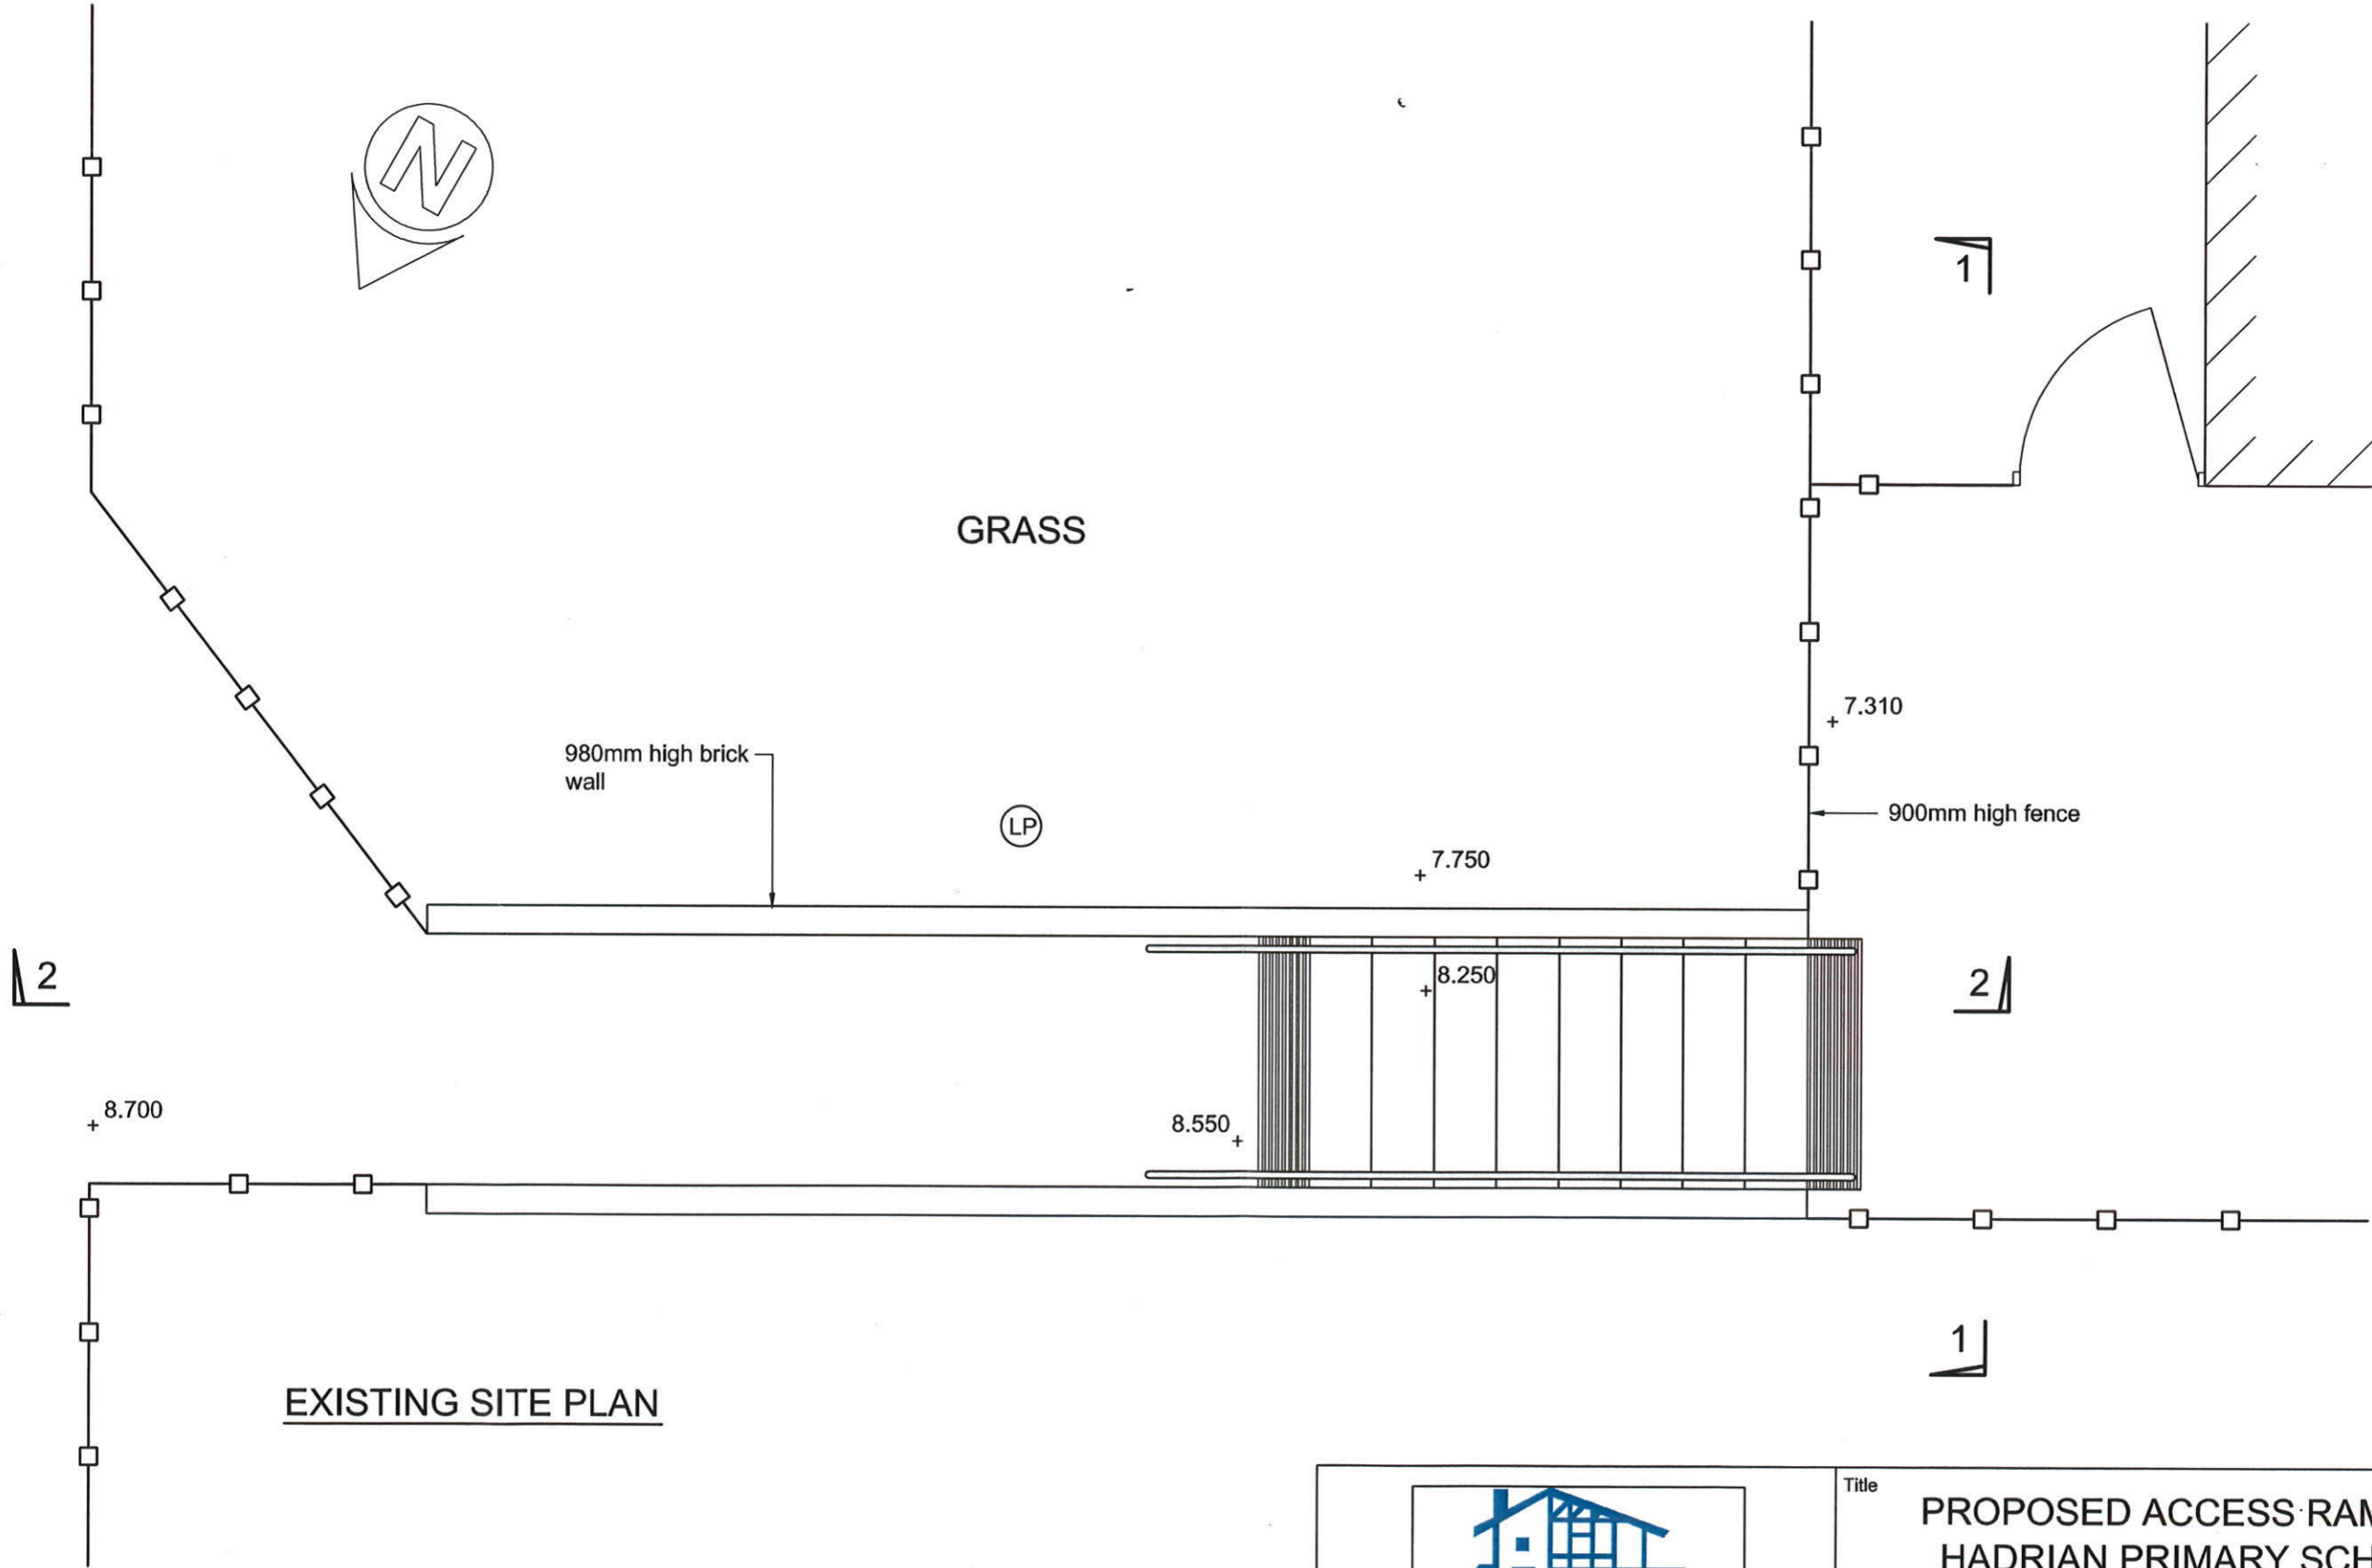 N
1
GRASS
7.310
980mm high brick
wall
900mm high fence
LP
7.750
2
8.250
2
8.700
8.550
1
EXISTING SITE PLAN
Title
PROPOSED ACCESS RAM
HADRIAN PRIMARY SCH